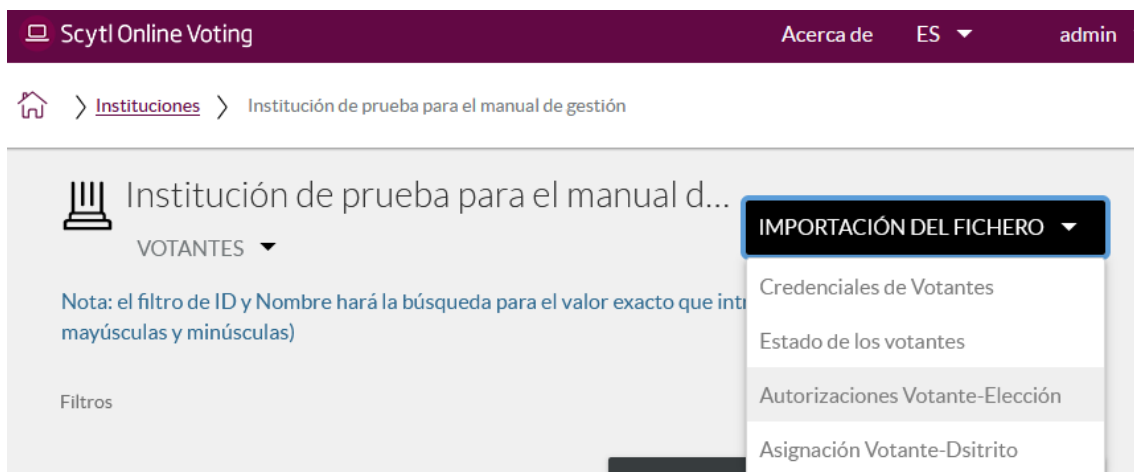 Scytl Online Voting
Acerca de
ES
admin
Instituciones
Institución de prueba para el manual de gestión
Institución de prueba para el manual d...
VOTANTES
IMPORTACIÓN DEL FICHERO
Nota: el filtro de ID y Nombre hará la búsqueda para el valor exacto que
mayúsculas y minúsculas)
Filtros
Credenciales de Votantes
Estado de los votantes
Autorizaciones Votante-Elección
Asignación Votante-Dsitrito